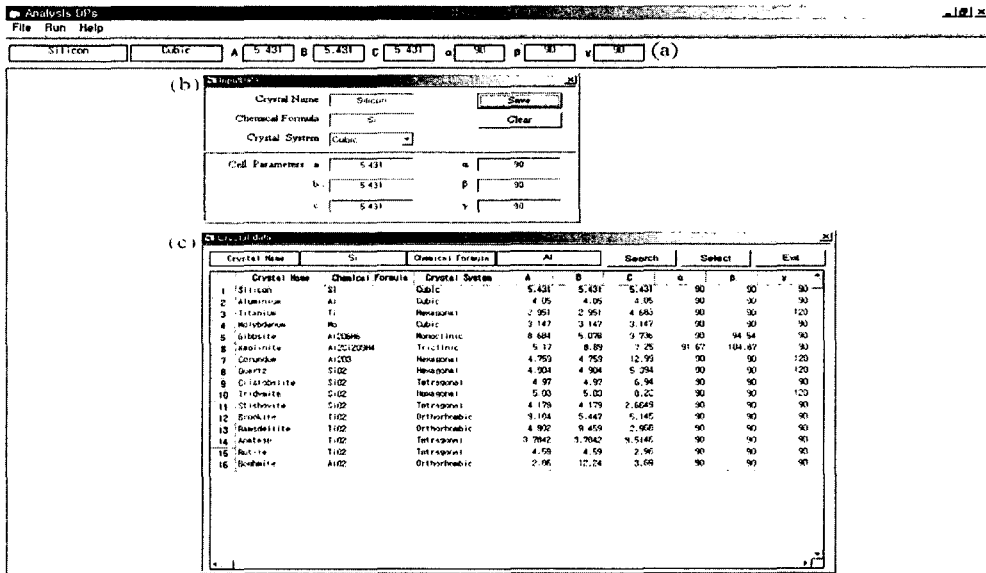 Analysis DPs
File Run Help
Silicon Cubic A 5.431 B 5.431 C 5.431 α 90 β 90 γ 90 (a)
(b)
Crystal Name Silicon Save
Chemical Formula Si Clear
Crystal System Cubic
Cell Parameters a 5.431 α 90
b 5.431 β 90
c 5.431 γ 90
(c) Crystal data
Crystal Name Si Chemical Formula Al Search Select Exit
Crystal Name Chemical Formula Crystal System A B C α β γ
1 Silicon Si Cubic 5.431 5.431 5.431 90 90 90
2 Aluminium Al Cubic 4.05 4.05 4.05 90 90 90
3 Titanium Ti Hexagonal 2.951 2.951 4.683 90 90 120
4 Molybdenum Mo Cubic 3.147 3.147 3.147 90 90 90
5 Gibbsite Monoclinic 8.684 5.078 9.736 90 94.54 90
6 Kaolinite Triclinic 5.17 8.89 7.25 91.67 104.87 90
7 Corundum Al2O3 Hexagonal 4.759 4.759 12.99 90 90 120
8 Quartz SiO2 Hexagonal 4.904 4.904 5.394 90 90 120
9 Cristobalite SiO2 Tetragonal 4.97 4.97 6.94 90 90 90
10 Tridymite SiO2 Hexagonal 5.03 5.03 8.22 90 90 120
11 Stishovite SiO2 Tetragonal 4.179 4.179 2.6649 90 90 90
12 Brookite TiO2 Orthorhombic 9.184 5.447 5.145 90 90 90
13 Ramsdellite TiO2 Orthorhombic 4.902 9.459 2.958 90 90 90
14 Anatase TiO2 Tetragonal 3.7842 3.7842 9.5146 90 90 90
15 Rutile TiO2 Tetragonal 4.59 4.59 2.96 90 90 90
16 Boehmite Orthorhombic 12.24 3.69 90 90 90